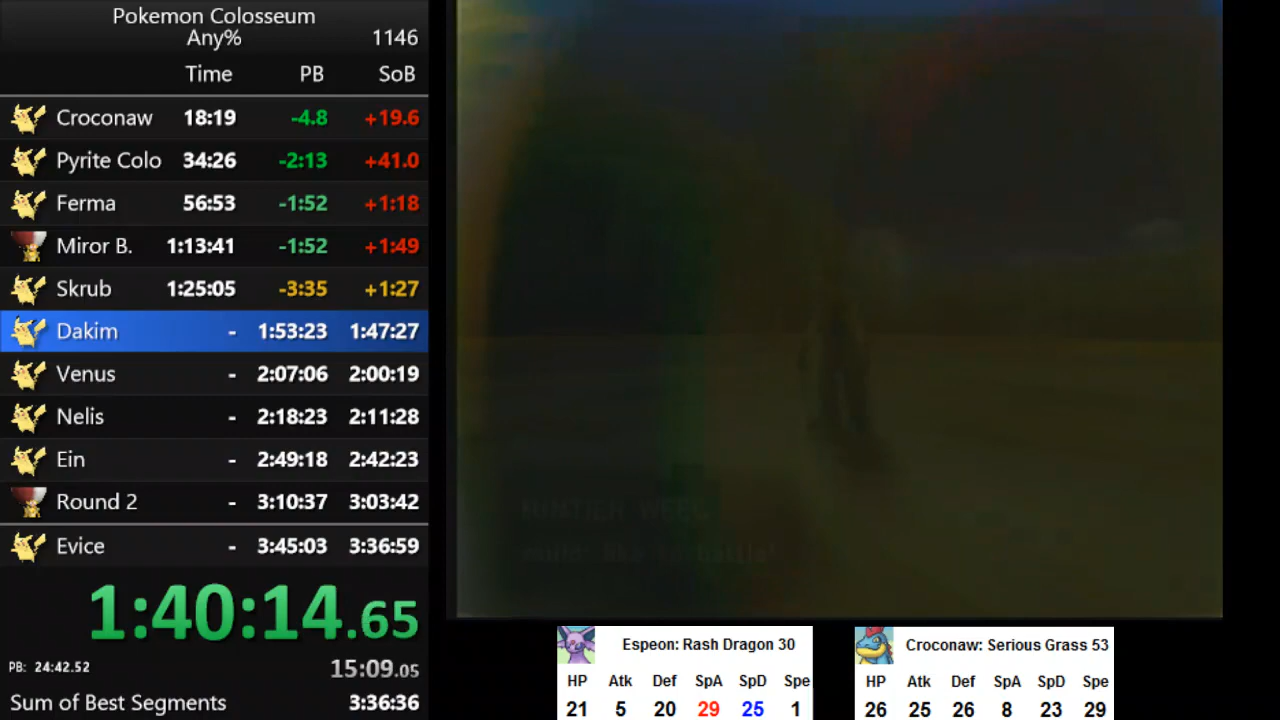 Pokemon Colosseum
Any% 1146
Time PB SoB
Croconaw 18:19 -4.8 +19.6
Pyrite Colo 34:26 -2:13 +41.0
Ferma 56:53 -1:52 +1:18
Miror B. 1:13:41 -1:52 +1:49
Skrub 1:25:05 -3:35 +1:27
Dakim - 1:53:23 1:47:27
Venus - 2:07:06 2:00:19
Nelis - 2:18:23 2:11:28
Ein - 2:49:18 2:42:23
Round 2 - 3:10:37 3:03:42
Evice - 3:45:03 3:36:59
1:40:14.65
PB: 24:42.52 15:09.05
Sum of Best Segments 3:36:36
would like to battle!
Espeon: Rash Dragon 30
HP Atk Def SpA SpD Spe
21 5 20 29 25 1
Croconaw: Serious Grass 53
HP Atk Def SpA SpD Spe
26 25 26 8 23 29